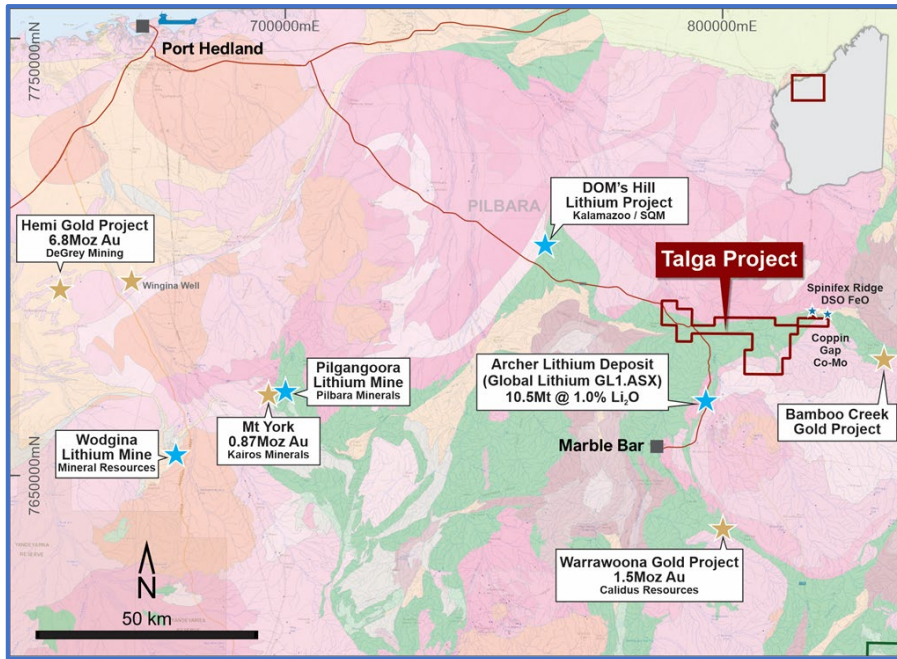 700000mE
800000mE
7750000mN
7650000mN
Port Hedland
PILBARA
DOM's Hill
Lithium Project
Kalamazoo / SQM
Hemi Gold Project
6.8Moz Au
DeGrey Mining
Wingina Well
Talga Project
Spinifex Ridge
DSO FeO
Coppin
Gap
Co-Mo
Pilgangoora
Lithium Mine
Pilbara Minerals
Archer Lithium Deposit
(Global Lithium GL1.ASX)
10.5Mt @ 1.0% Li₂O
Bamboo Creek
Gold Project
Mt York
0.87Moz Au
Kairos Minerals
Wodgina
Lithium Mine
Mineral Resources
Marble Bar
Warrawoona Gold Project
1.5Moz Au
Calidus Resources
N
50 km